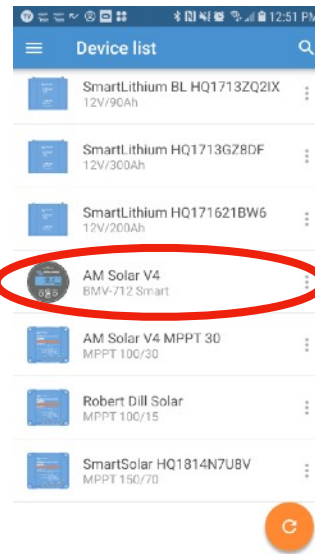 12:51 PM
Device list
SmartLithium BL HQ1713ZQ2IX
12V/90Ah
SmartLithium HQ1713GZ8DF
12V/300Ah
SmartLithium HQ171621BW6
12V/200Ah
AM Solar V4
BMV-712 Smart
AM Solar V4 MPPT 30
MPPT 100/30
Robert Dill Solar
MPPT 100/15
SmartSolar HQ1814N7U8V
MPPT 150/70